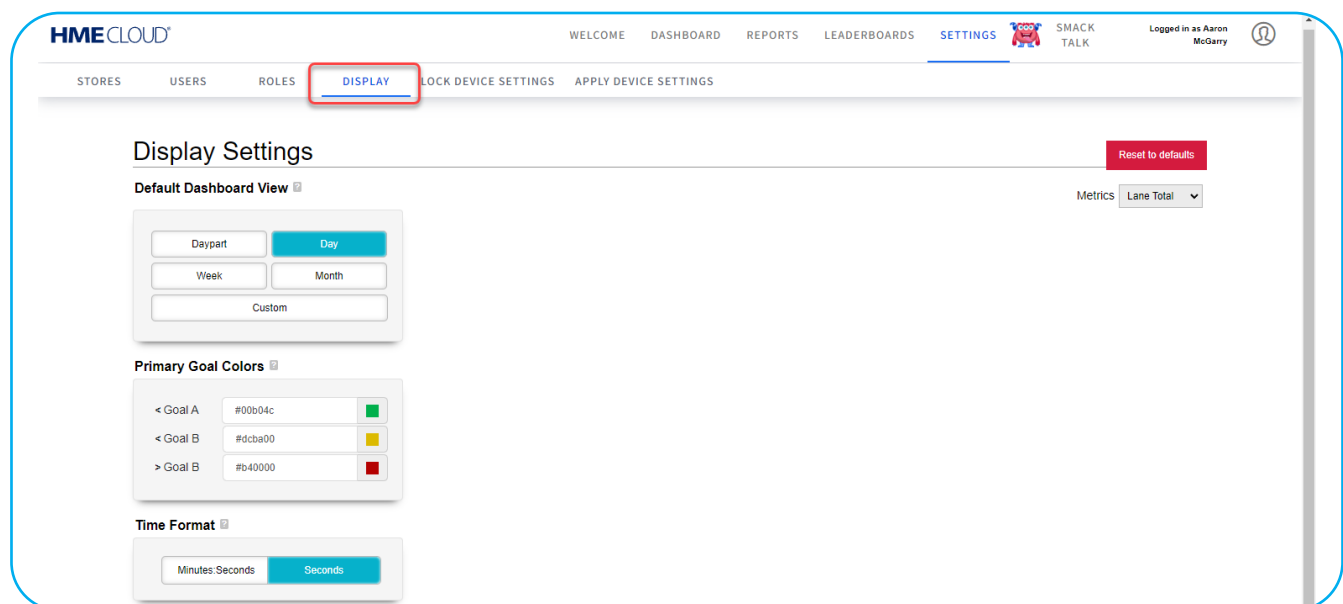 HME CLOUD®
WELCOME DASHBOARD REPORTS LEADERBOARDS SETTINGS SMACK TALK Logged in as Aaron McGarry
STORES USERS ROLES DISPLAY LOCK DEVICE SETTINGS APPLY DEVICE SETTINGS
Display Settings
Reset to defaults
Default Dashboard View ?
Metrics Lane Total
Daypart Day
Week Month
Custom
Primary Goal Colors ?
< Goal A #00b04c
< Goal B #dcba00
> Goal B #b40000
Time Format ?
Minutes:Seconds Seconds